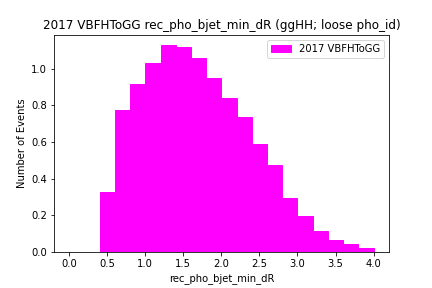 2017 VBFHToGG rec_pho_bjet_min_dR (ggHH; loose pho_id)
2017 VBFHToGG
Number of Events
1.0
0.8
0.6
0.4
0.2
0.0
0.0 0.5 1.0 1.5 2.0 2.5 3.0 3.5 4.0
rec_pho_bjet_min_dR